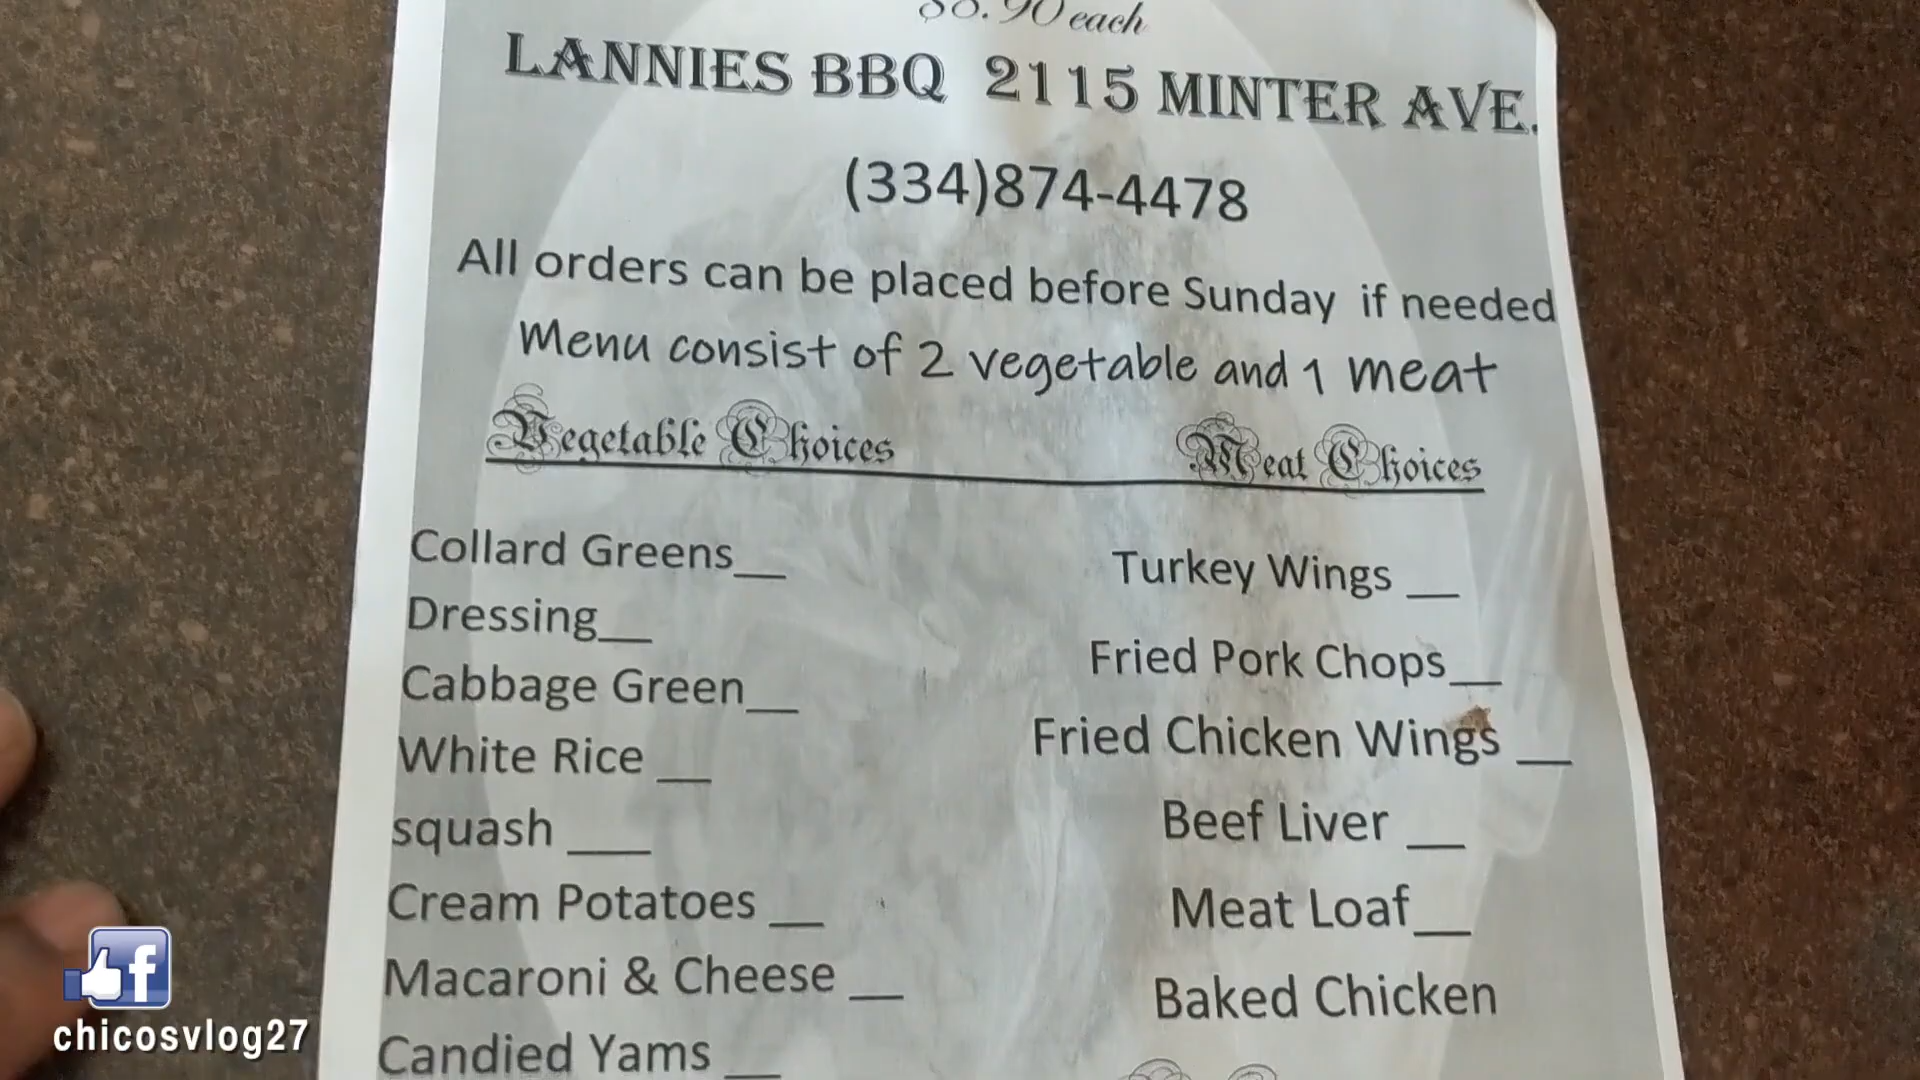 $8.90 each
LANNIES BBQ 2115 MINTER AVE.
(334)874-4478
All orders can be placed before Sunday if needed
Menu consist of 2 vegetable and 1 meat
Vegetable Choices
Meat Choices
Collard Greens__
Dressing__
Cabbage Green__
White Rice __
squash ___
Cream Potatoes __
Macaroni & Cheese __
Candied Yams __
Turkey Wings __
Fried Pork Chops__
Fried Chicken Wings __
Beef Liver __
Meat Loaf__
Baked Chicken
f
chicosvlog27